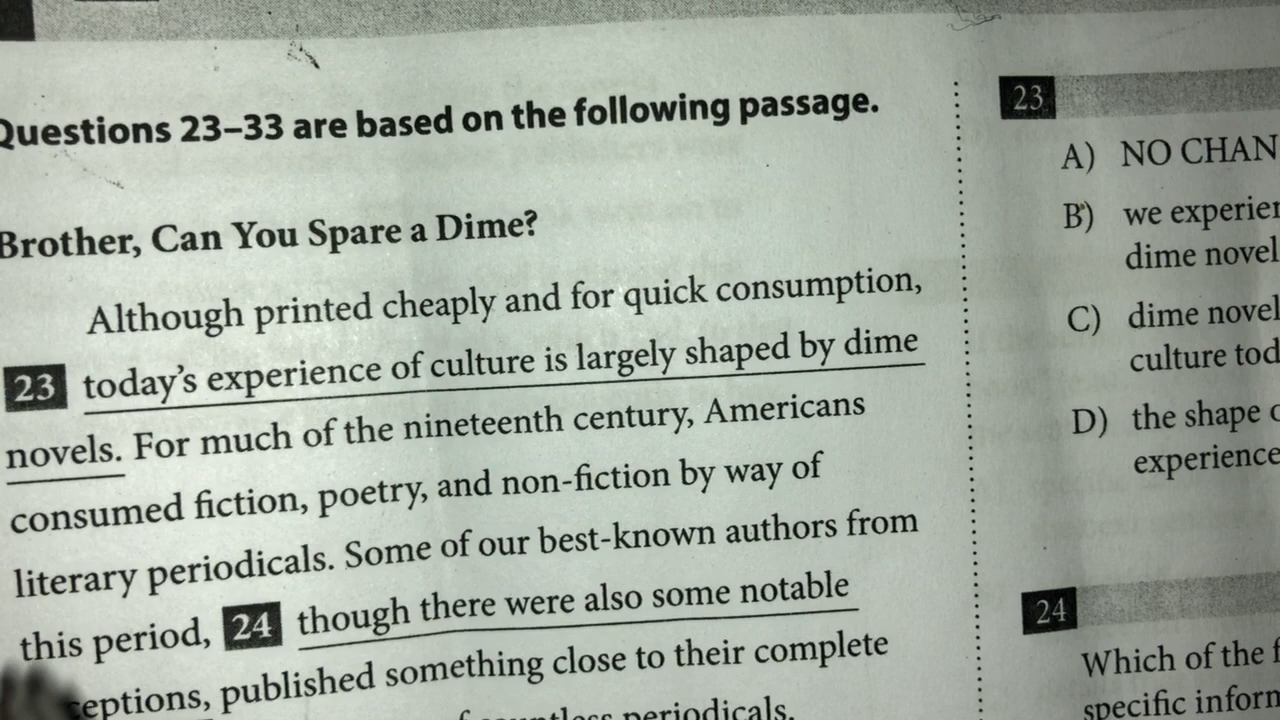 Questions 23–33 are based on the following passage.
Brother, Can You Spare a Dime?
Although printed cheaply and for quick consumption,
23 today's experience of culture is largely shaped by dime
novels. For much of the nineteenth century, Americans
consumed fiction, poetry, and non-fiction by way of
literary periodicals. Some of our best-known authors from
this period, 24 though there were also some notable
ceptions, published something close to their complete
periodicals.
23
A) NO CHAN
B) we experien
dime novel
C) dime novel
culture tod
D) the shape o
experience
24
Which of the f
specific inform